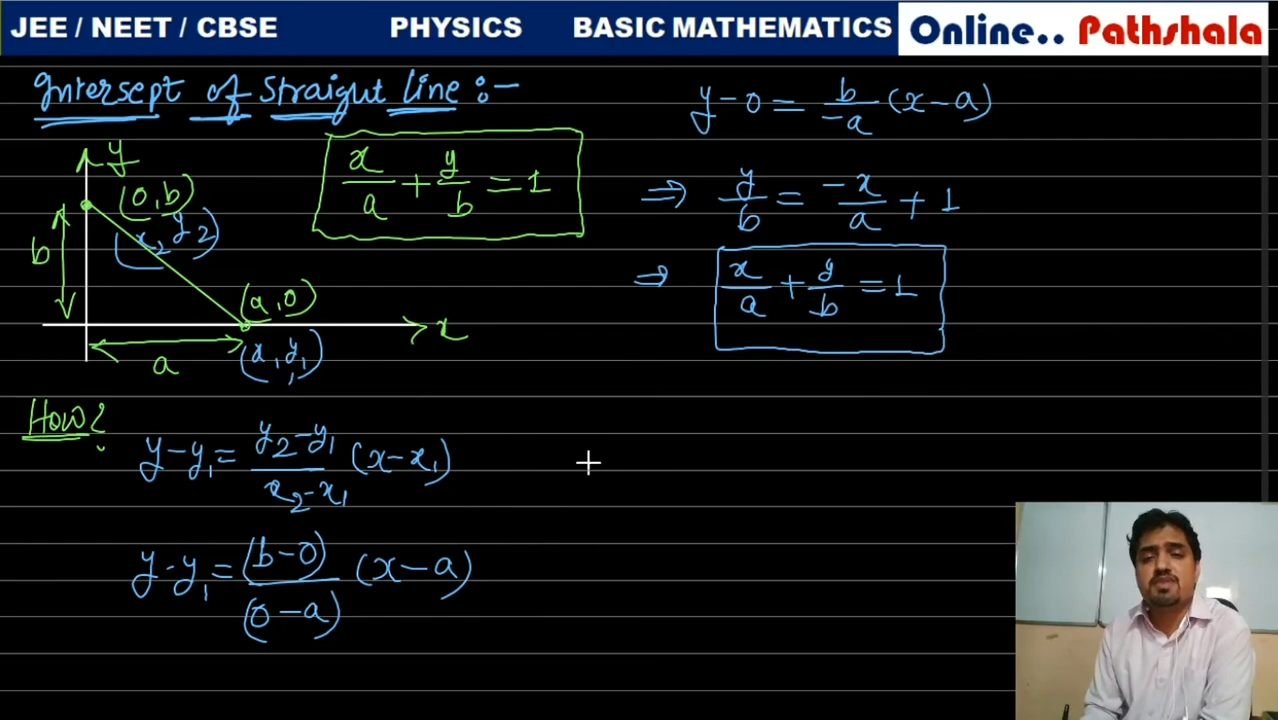 JEE / NEET / CBSE PHYSICS BASIC MATHEMATICS Online.. Pathshala
Intersept of straignt line :-
y
(0, b)
(x₂ y₂)
b
(a, 0)
x
a
(x₁, y₁)
x/a + y/b = 1
How?
y-y₁ = (y₂-y₁)/(x₂-x₁) (x-x₁)
y-y₁ = (b-0)/(0-a) (x-a)
y-0 = b/-a (x-a)
⇒ y/b = -x/a + 1
⇒ x/a + y/b = 1